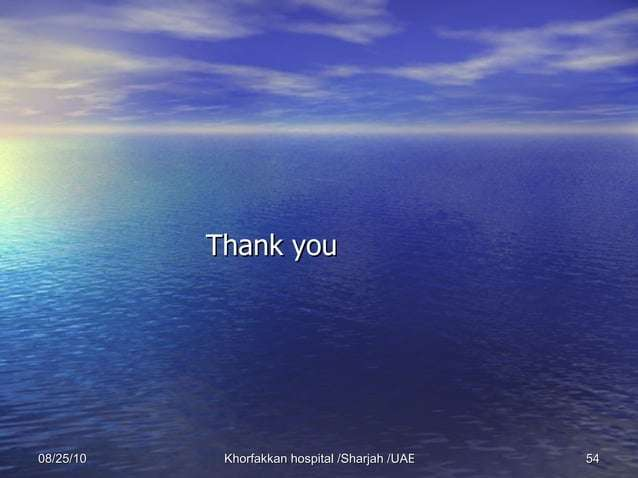 Thank you
08/25/10
Khorfakkan hospital /Sharjah /UAE
54